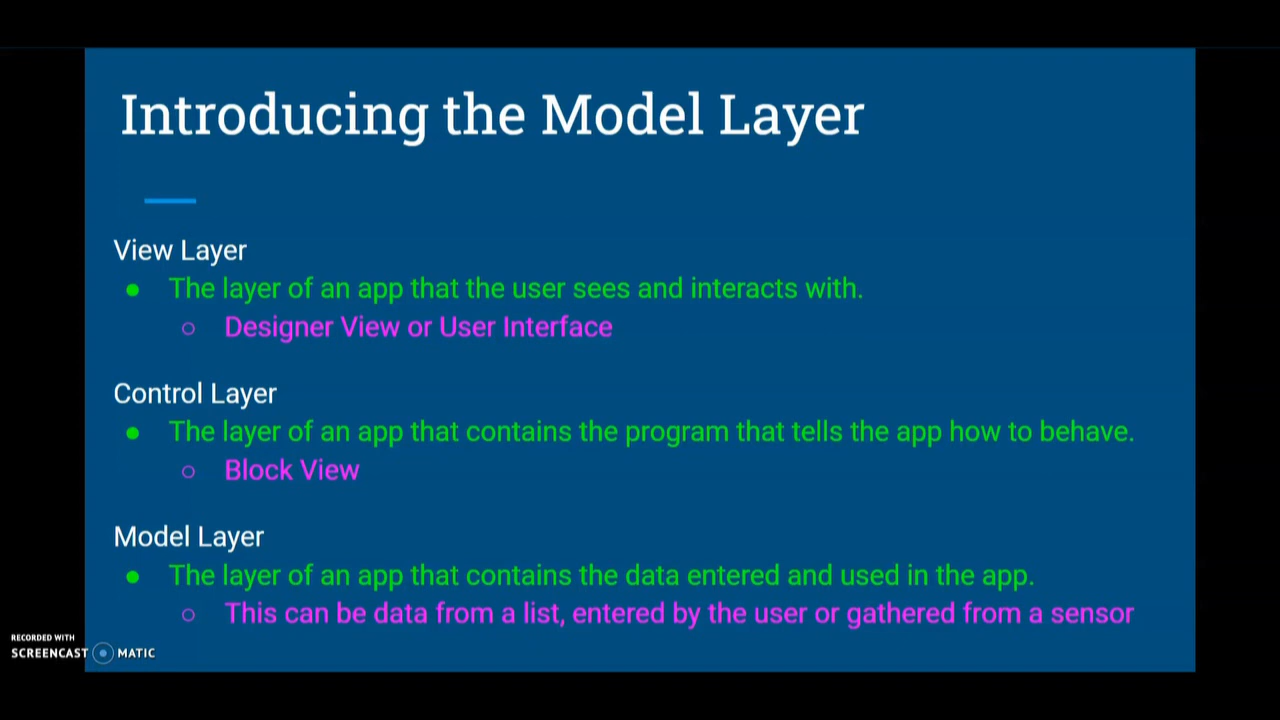 Introducing the Model Layer
View Layer
● The layer of an app that the user sees and interacts with.
○ Designer View or User Interface
Control Layer
● The layer of an app that contains the program that tells the app how to behave.
○ Block View
Model Layer
● The layer of an app that contains the data entered and used in the app.
○ This can be data from a list, entered by the user or gathered from a sensor
RECORDED WITH
SCREENCAST MATIC